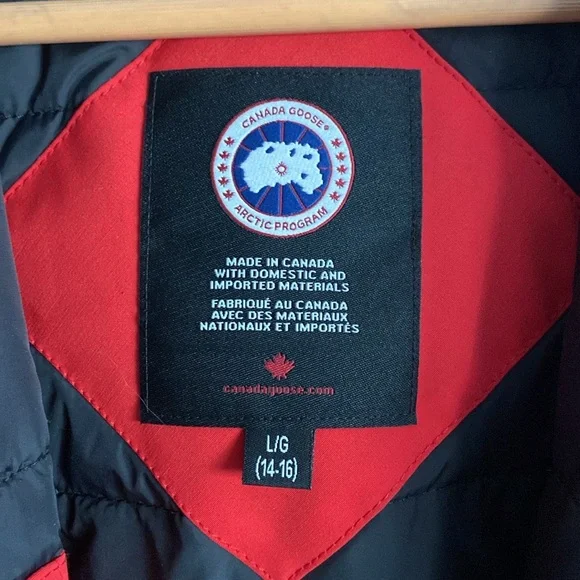 CANADA GOOSE®
ARCTIC PROGRAM
MADE IN CANADA
WITH DOMESTIC AND
IMPORTED MATERIALS
FABRIQUÉ AU CANADA
AVEC DES MATERIAUX
NATIONAUX ET IMPORTÉS
canadagoose.com
L/G
(14-16)